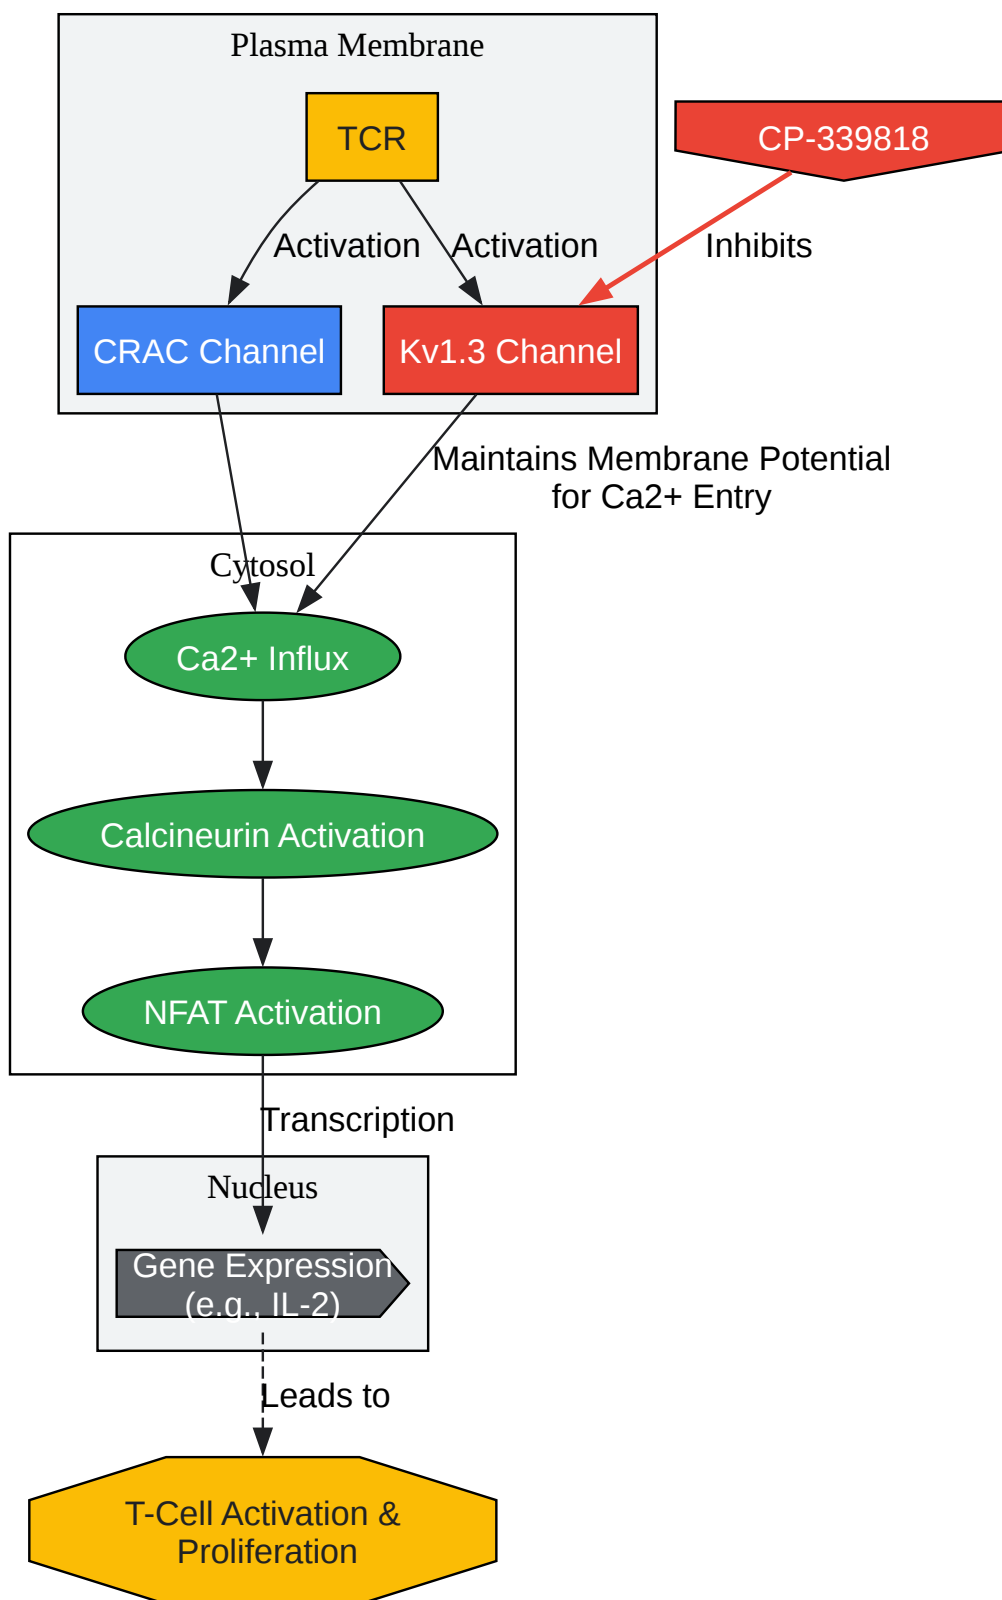 Plasma Membrane
TCR
CP-339818
Activation
Activation
Inhibits
CRAC Channel
Kv1.3 Channel
Maintains Membrane Potential
for Ca2+ Entry
Cytosol
Ca2+ Influx
Calcineurin Activation
NFAT Activation
Transcription
Nucleus
Gene Expression
(e.g., IL-2)
Leads to
T-Cell Activation &
Proliferation